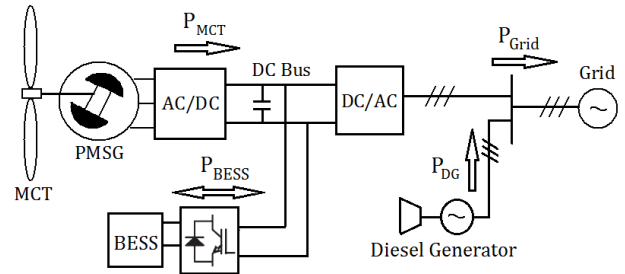 P_MCT
P_Grid
DC Bus
Grid
AC/DC
DC/AC
~
PMSG
MCT
P_BESS
P_DG
BESS
~
Diesel Generator